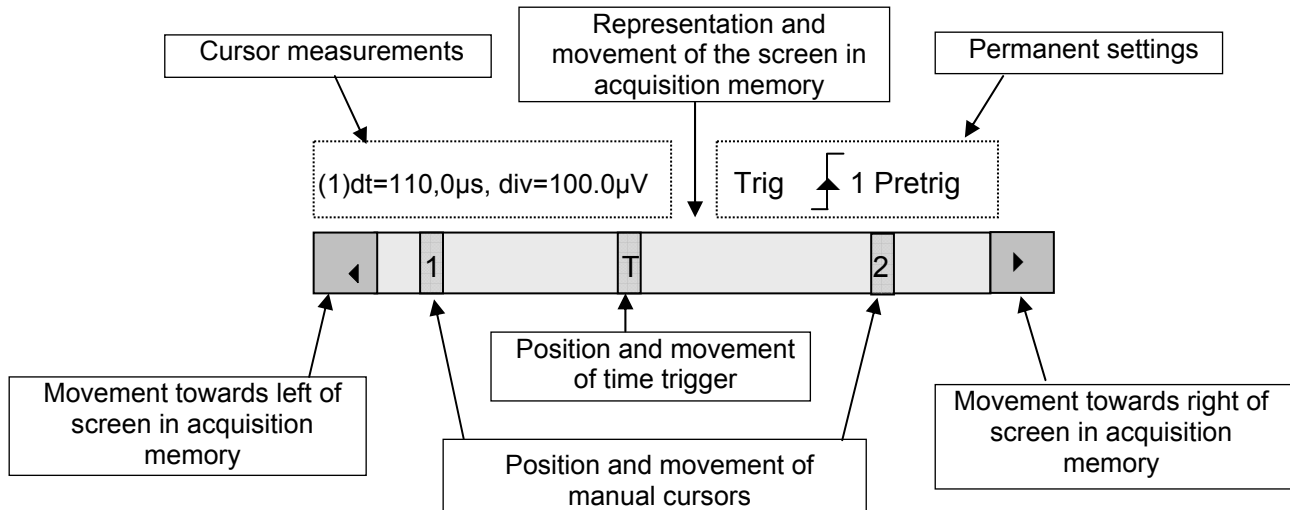 Cursor measurements
Representation and
movement of the screen in
acquisition memory
Permanent settings
(1)dt=110,0µs, div=100.0µV
Trig 1 Pretrig
1 T 2
Position and movement
of time trigger
Movement towards left of
screen in acquisition
memory
Position and movement of
manual cursors
Movement towards right of
screen in acquisition
memory